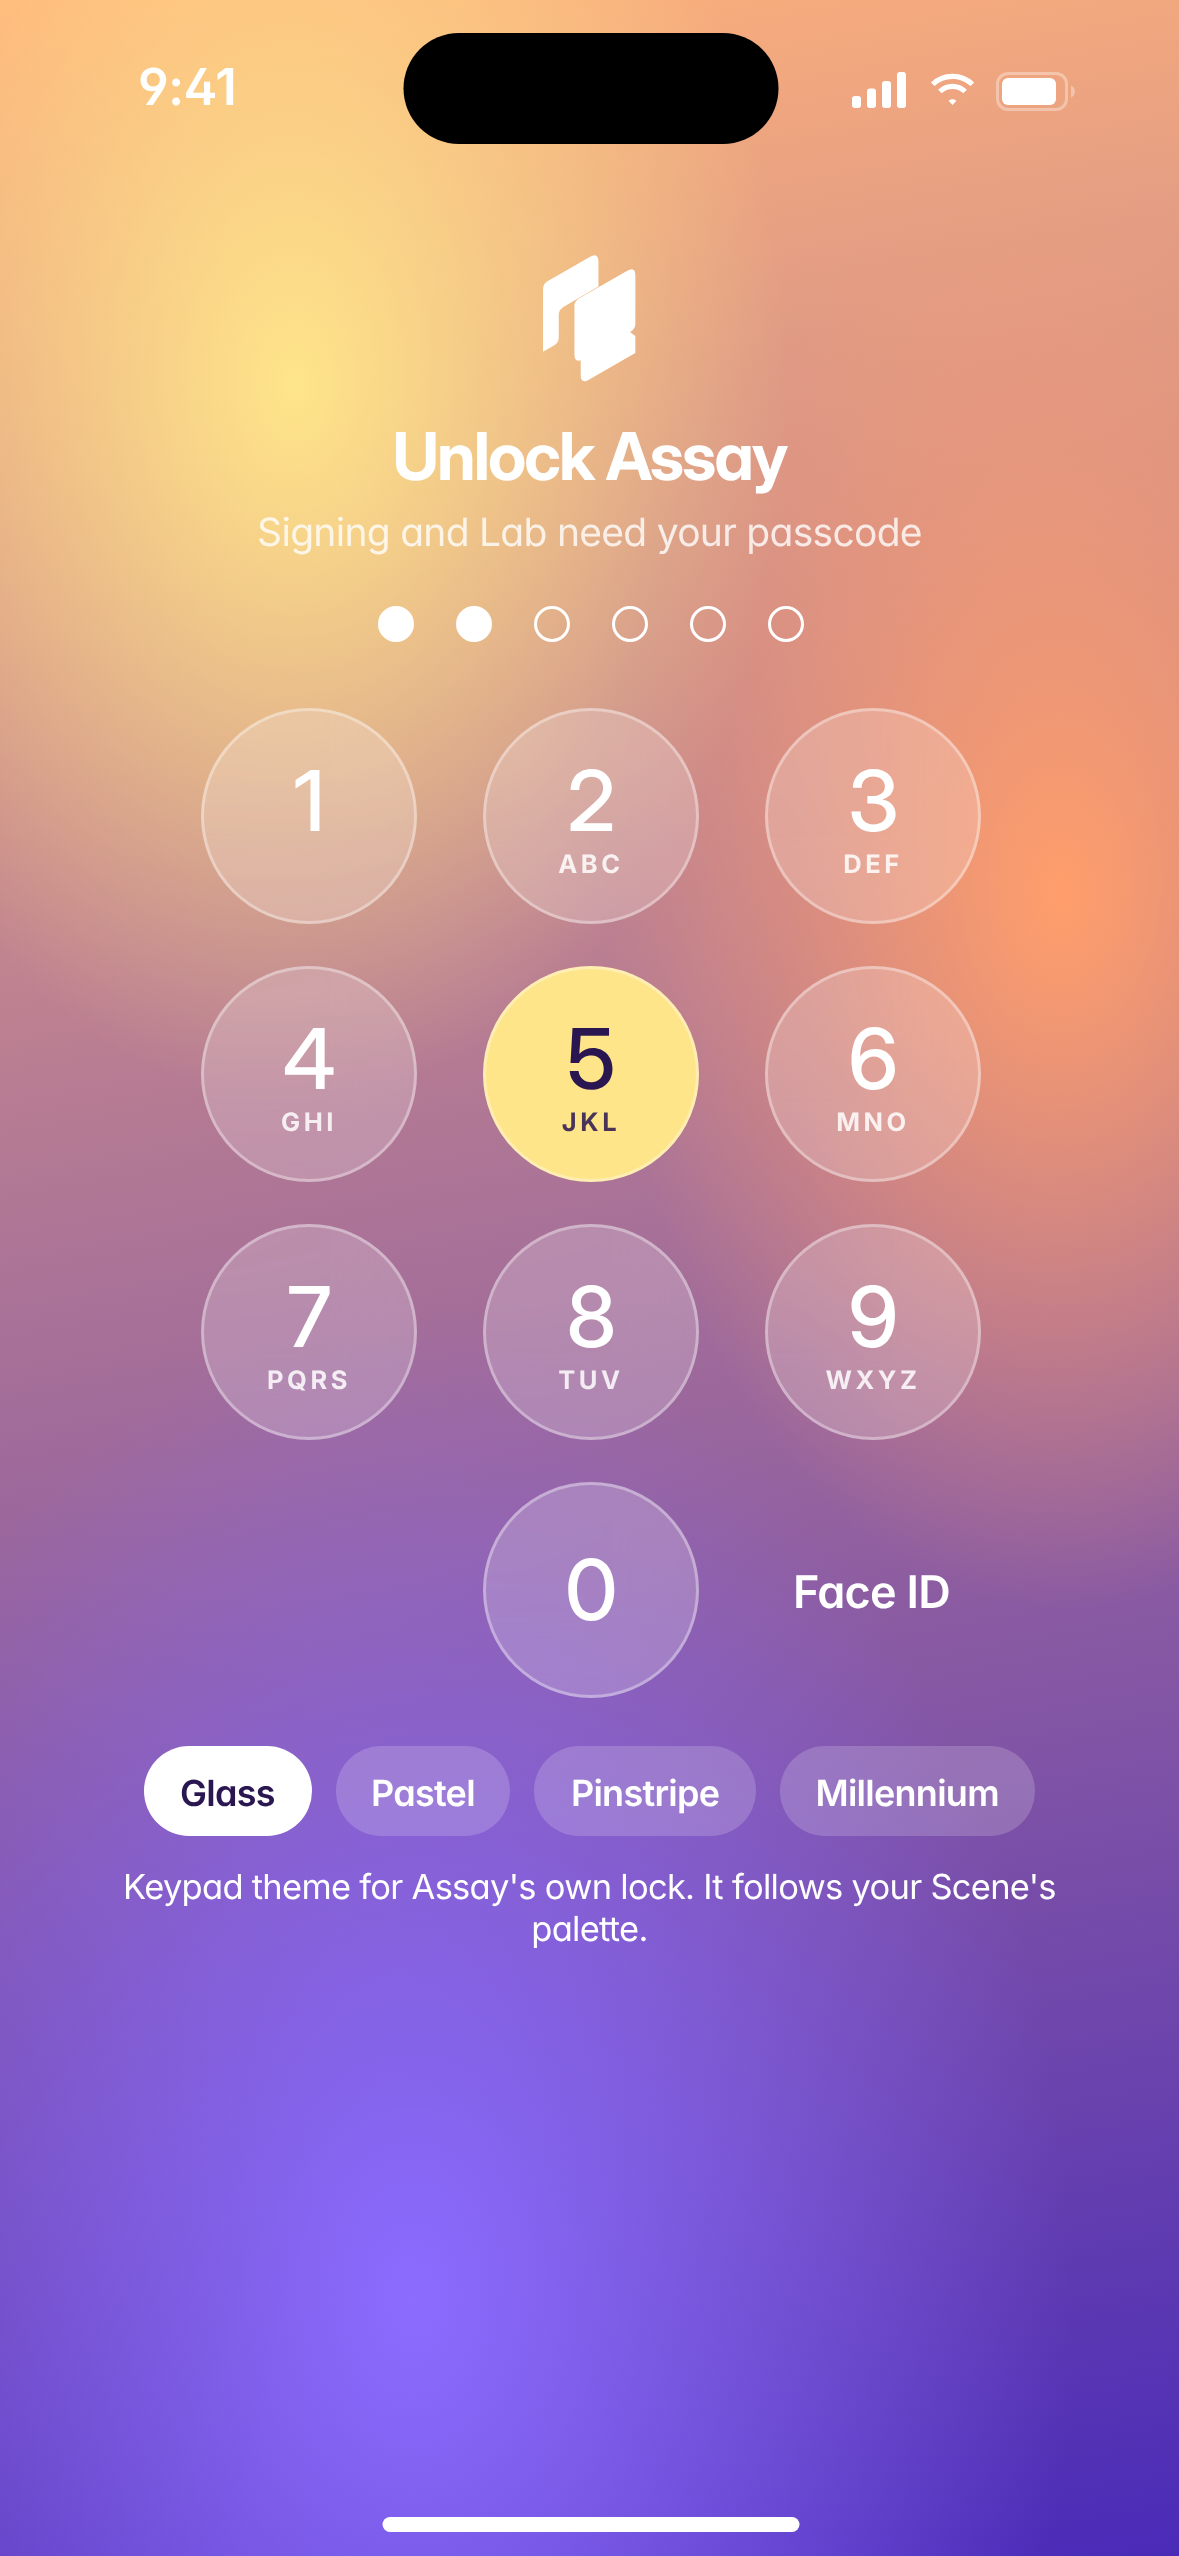 9:41
Unlock Assay
Signing and Lab need your passcode
1
2
ABC
3
DEF
4
GHI
5
JKL
6
MNO
7
PQRS
8
TUV
9
WXYZ
0
Face ID
Glass
Pastel
Pinstripe
Millennium
Keypad theme for Assay's own lock. It follows your Scene's
palette.